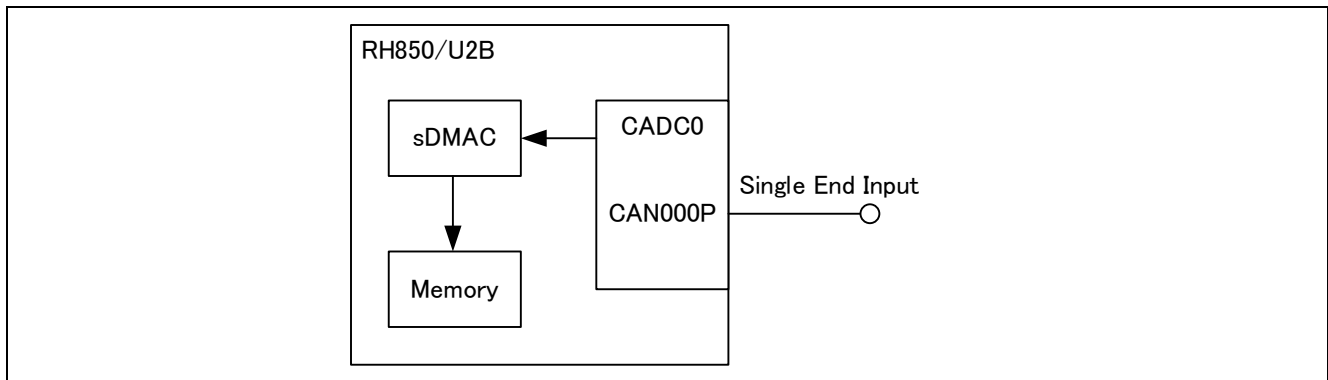 RH850/U2B
sDMAC
CADC0
Single End Input
CAN000P
Memory